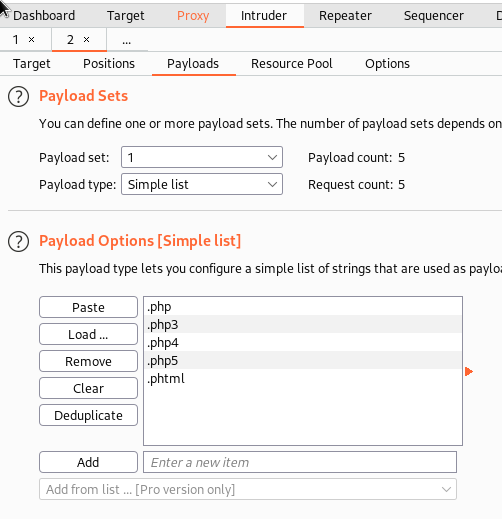 Dashboard Target Proxy Intruder Repeater Sequencer
1 × 2 × ...
Target Positions Payloads Resource Pool Options
? Payload Sets
You can define one or more payload sets. The number of payload sets depends on
Payload set: 1 Payload count: 5
Payload type: Simple list Request count: 5
? Payload Options [Simple list]
This payload type lets you configure a simple list of strings that are used as paylo
Paste .php
Load ... .php3
Remove .php4
Clear .php5
Deduplicate .phtml
Add Enter a new item
Add from list ... [Pro version only]